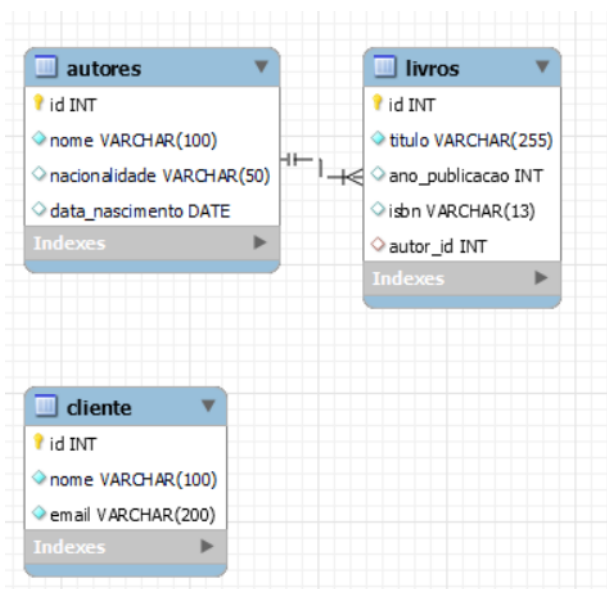 autores
id INT
nome VARCHAR(100)
nacionalidade VARCHAR(50)
data_nascimento DATE
Indexes
livros
id INT
titulo VARCHAR(255)
ano_publicacao INT
isbn VARCHAR(13)
autor_id INT
Indexes
cliente
id INT
nome VARCHAR(100)
email VARCHAR(200)
Indexes